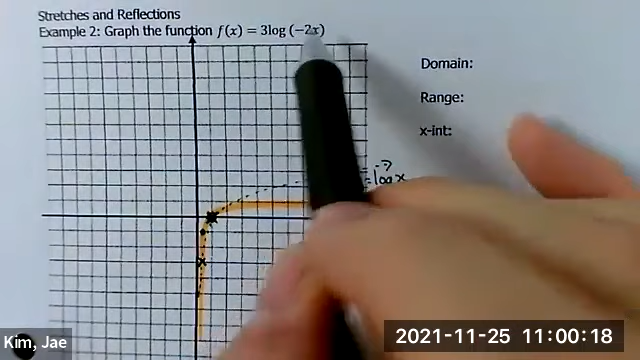 Stretches and Reflections
Example 2: Graph the function f(x) = 3log (−2x)
Domain:
Range:
x-int:
= log x
Kim, Jae
2021-11-25 11:00:18